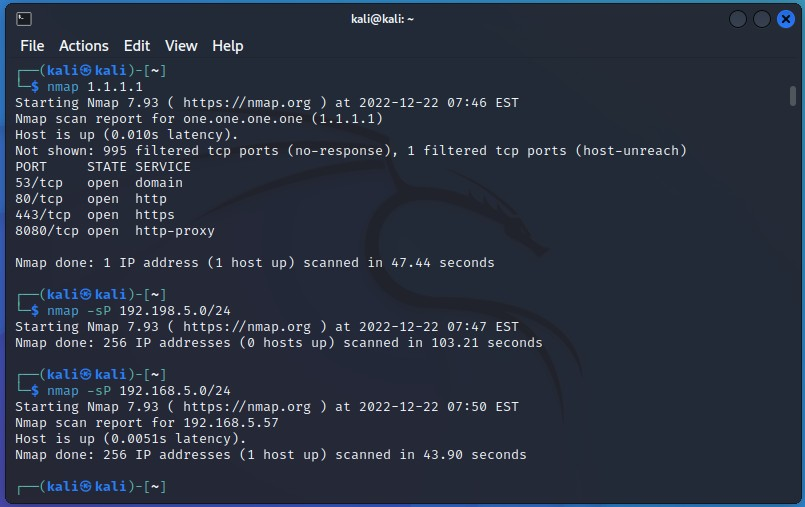 kali@kali: ~
File Actions Edit View Help
┌──(kali㉿kali)-[~]
└─$ nmap 1.1.1.1
Starting Nmap 7.93 ( https://nmap.org ) at 2022-12-22 07:46 EST
Nmap scan report for one.one.one.one (1.1.1.1)
Host is up (0.010s latency).
Not shown: 995 filtered tcp ports (no-response), 1 filtered tcp ports (host-unreach)
PORT     STATE SERVICE
53/tcp   open  domain
80/tcp   open  http
443/tcp  open  https
8080/tcp open  http-proxy
Nmap done: 1 IP address (1 host up) scanned in 47.44 seconds
┌──(kali㉿kali)-[~]
└─$ nmap -sP 192.198.5.0/24
Starting Nmap 7.93 ( https://nmap.org ) at 2022-12-22 07:47 EST
Nmap done: 256 IP addresses (0 hosts up) scanned in 103.21 seconds
┌──(kali㉿kali)-[~]
└─$ nmap -sP 192.168.5.0/24
Starting Nmap 7.93 ( https://nmap.org ) at 2022-12-22 07:50 EST
Nmap scan report for 192.168.5.57
Host is up (0.0051s latency).
Nmap done: 256 IP addresses (1 host up) scanned in 43.90 seconds
┌──(kali㉿kali)-[~]